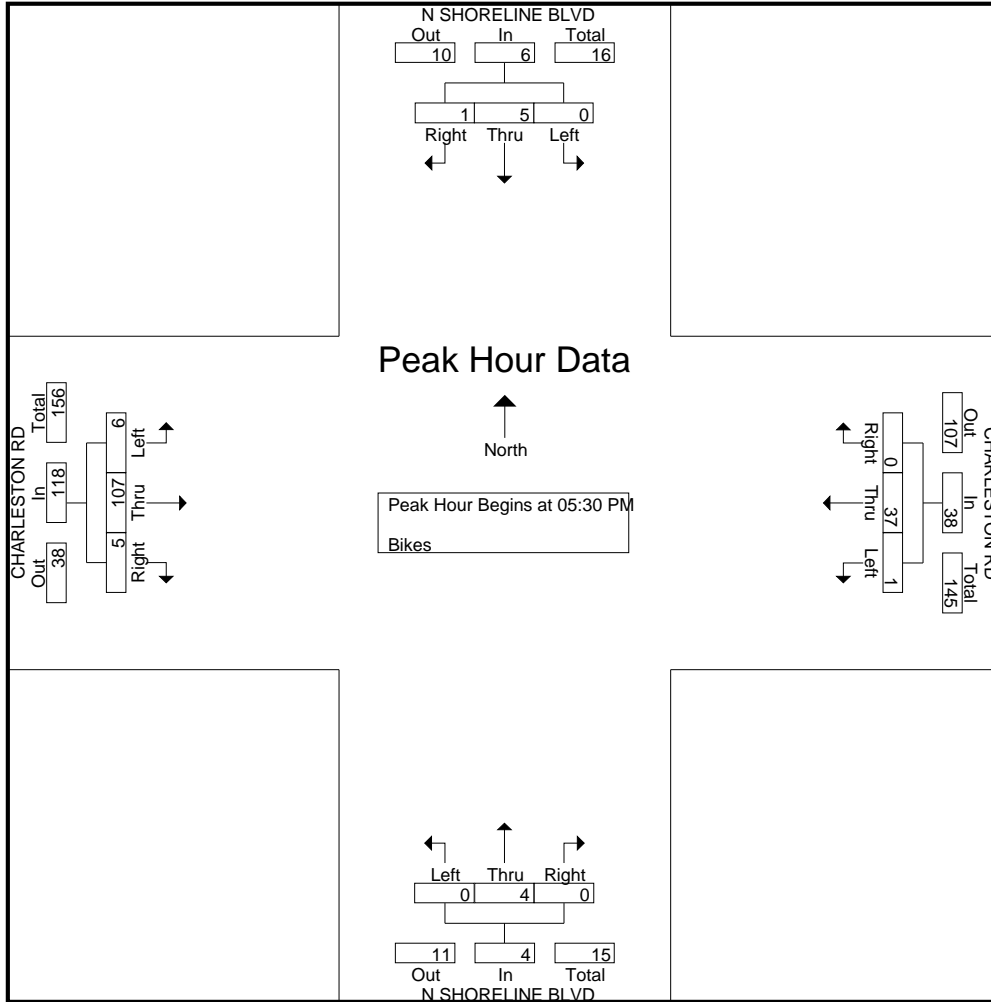 N SHORELINE BLVD
Out In Total
10 6 16
1 5 0
Right Thru Left
Peak Hour Data
North
Peak Hour Begins at 05:30 PM
Bikes
CHARLESTON RD
Total In Out
156 118 38
6 107 5
Left Thru Right
CHARLESTON RD
Out In Total
107 38 145
0 37 1
Right Thru Left
Left Thru Right
0 4 0
11 4 15
Out In Total
N SHORELINE BLVD